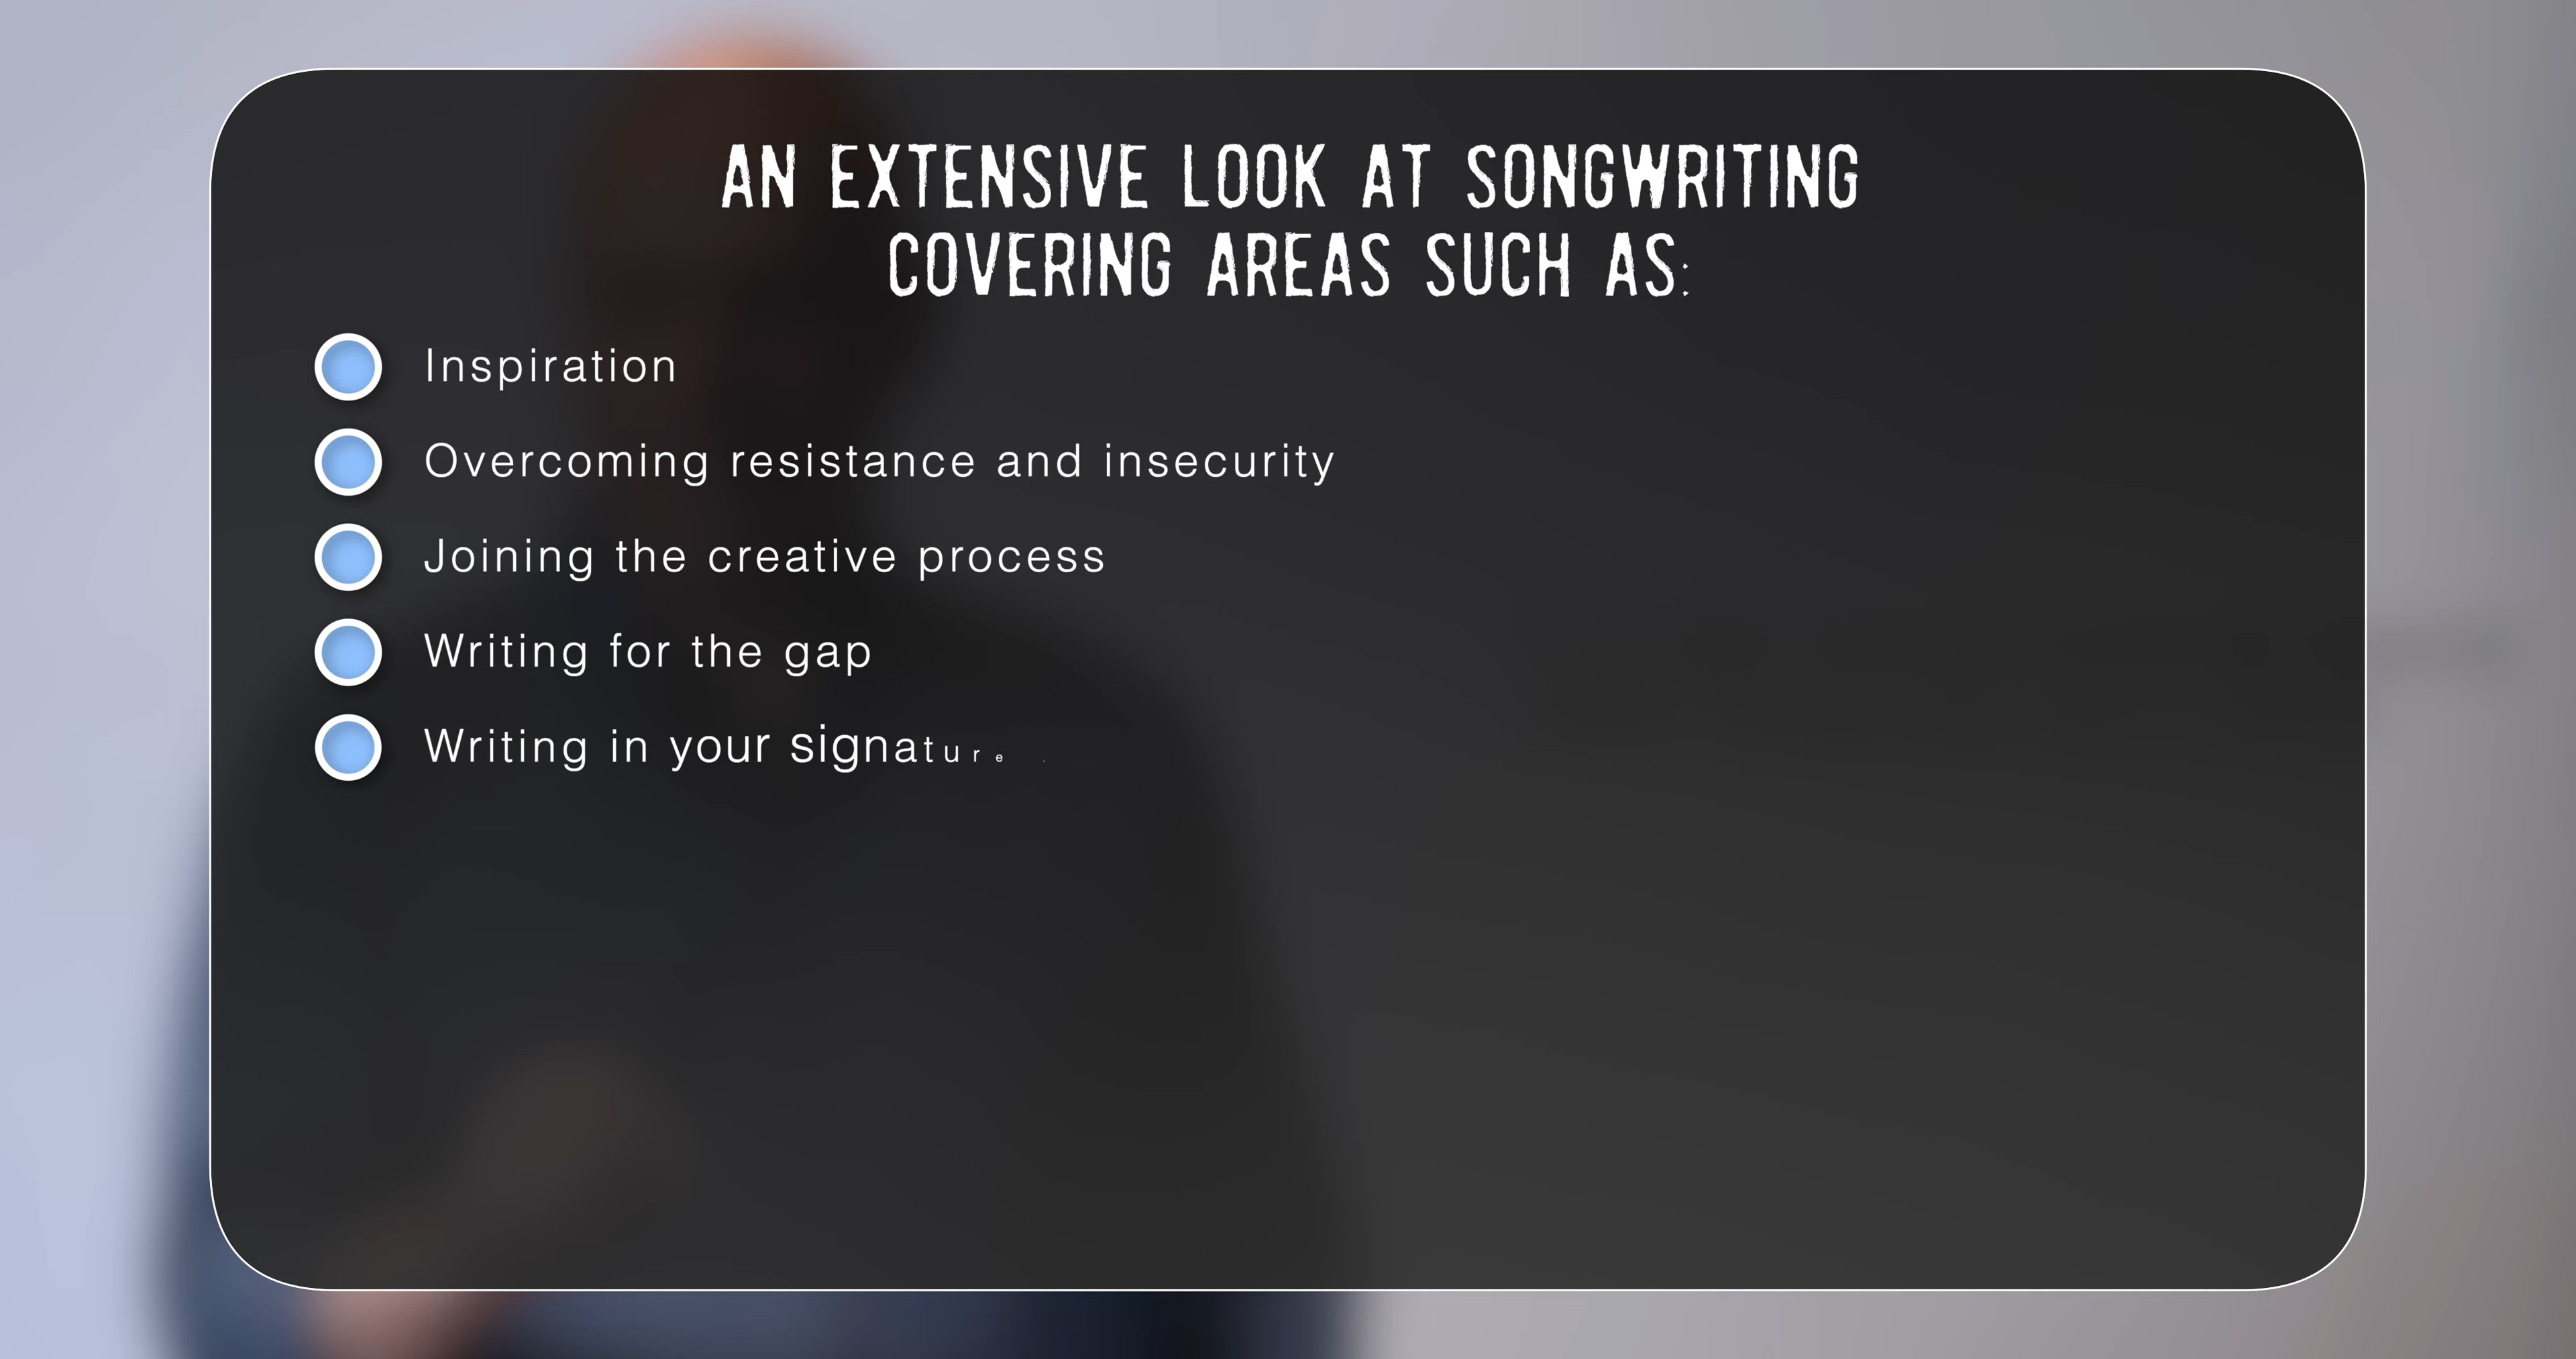 AN EXTENSIVE LOOK AT SONGWRITING
COVERING AREAS SUCH AS:
Inspiration
Overcoming resistance and insecurity
Joining the creative process
Writing for the gap
Writing in your signature